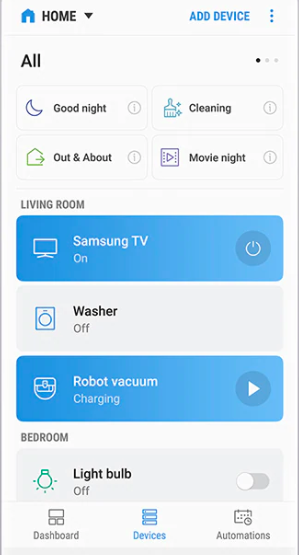 HOME ADD DEVICE
All
Good night Cleaning
Out & About Movie night
LIVING ROOM
Samsung TV
On
Washer
Off
Robot vacuum
Charging
BEDROOM
Light bulb
Off
Dashboard Devices Automations